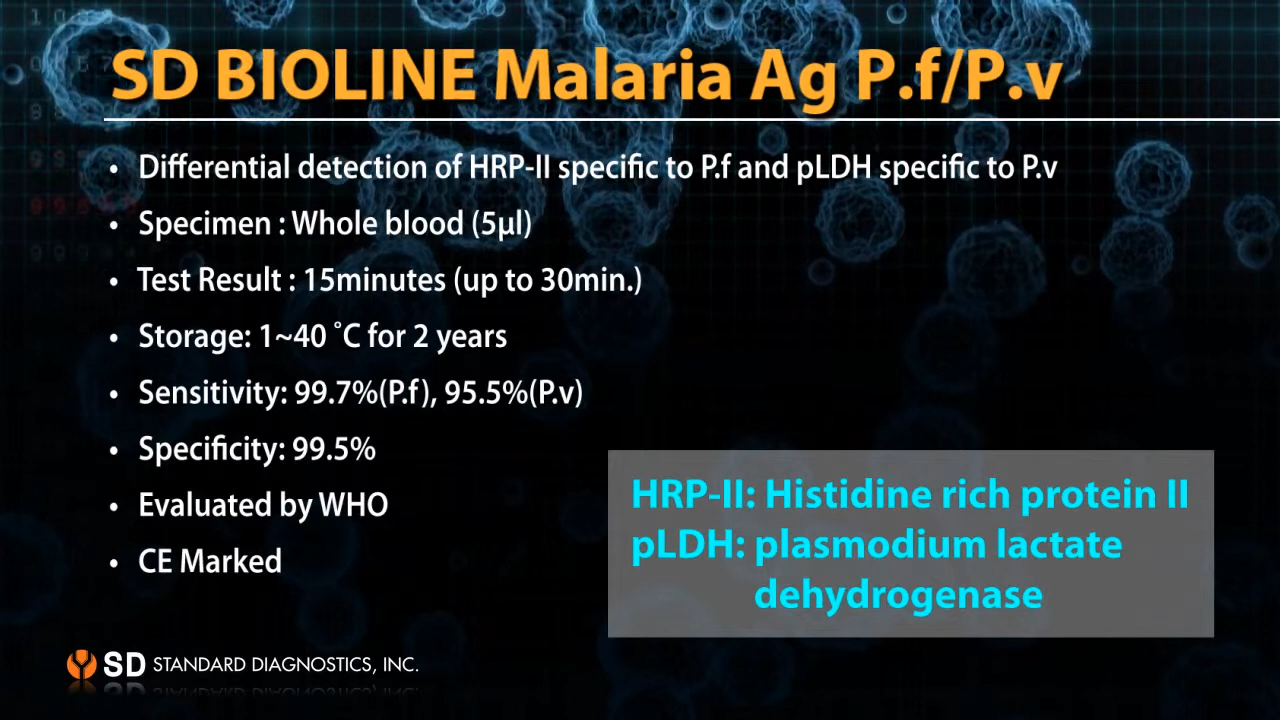 SD BIOLINE Malaria Ag P.f/P.v
• Differential detection of HRP-II specific to P.f and pLDH specific to P.v
• Specimen : Whole blood (5µl)
• Test Result : 15minutes (up to 30min.)
• Storage: 1~40 ˚C for 2 years
• Sensitivity: 99.7%(P.f), 95.5%(P.v)
• Specificity: 99.5%
• Evaluated by WHO
• CE Marked
HRP-II: Histidine rich protein II
pLDH: plasmodium lactate
dehydrogenase
SD STANDARD DIAGNOSTICS, INC.